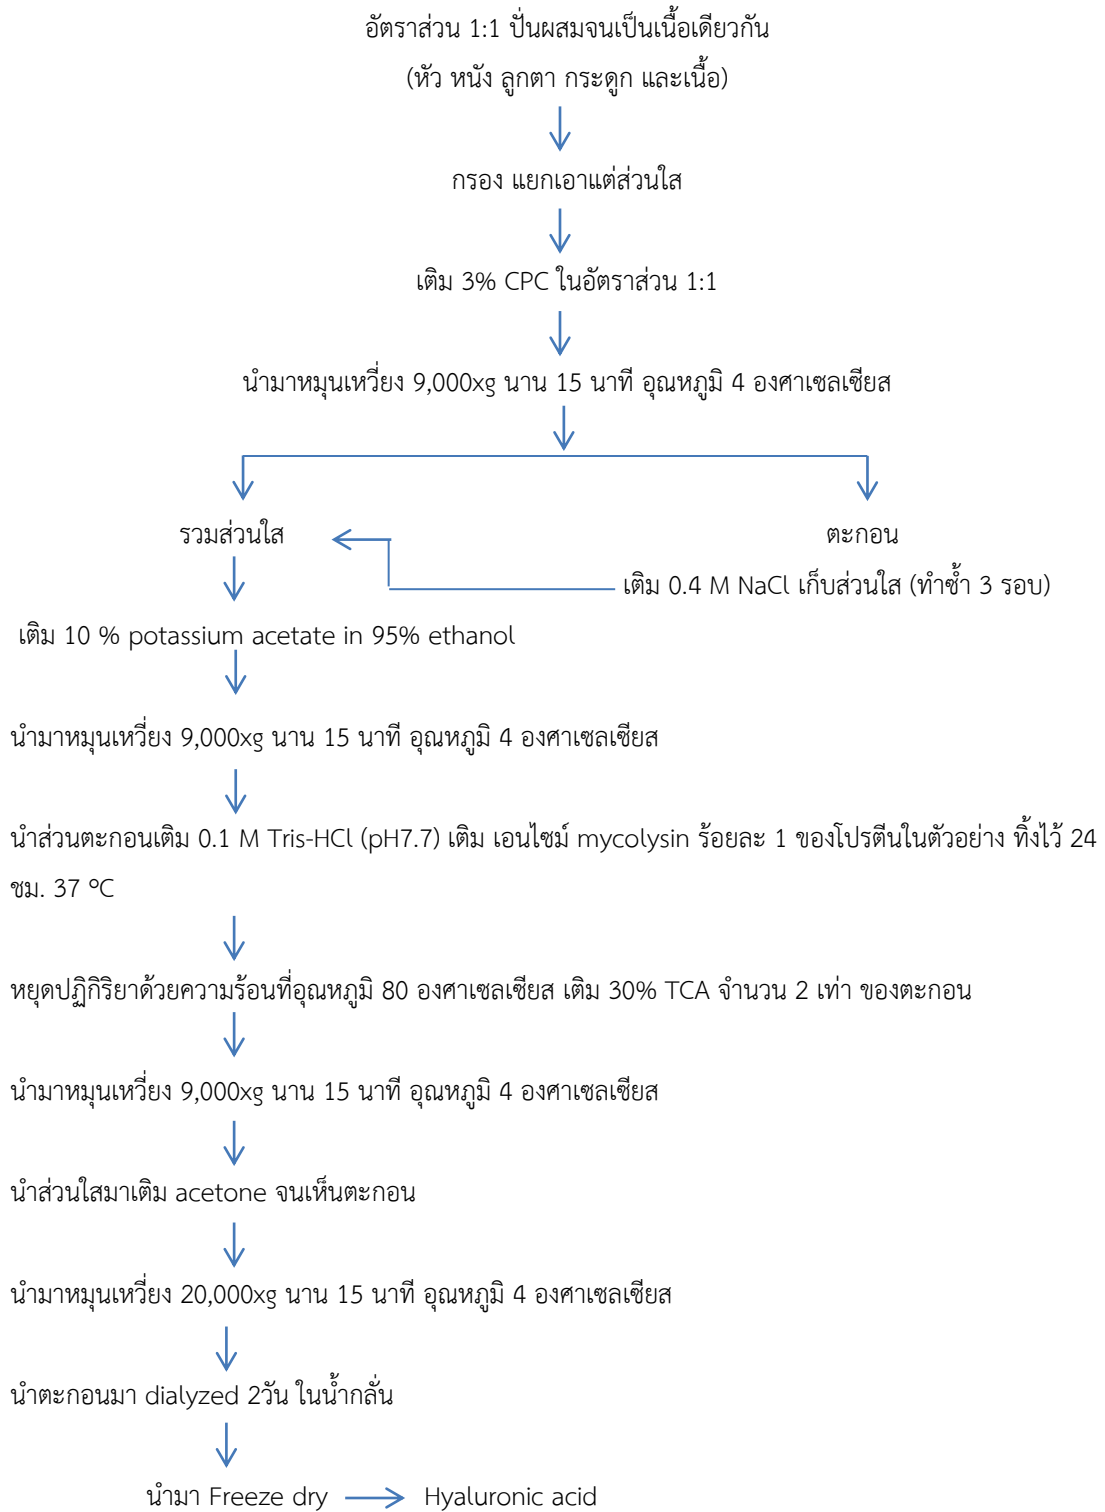 อัตราส่วน 1:1 ปั่นผสมจนเป็นเนื้อเดียวกัน
(หัว หนัง ลูกตา กระดูก และเนื้อ)
กรอง แยกเอาแต่ส่วนใส
เติม 3% CPC ในอัตราส่วน 1:1
นำมาหมุนเหวี่ยง 9,000xg นาน 15 นาที อุณหภูมิ 4 องศาเซลเซียส
รวมส่วนใส
ตะกอน
เติม 0.4 M NaCl เก็บส่วนใส (ทำซ้ำ 3 รอบ)
เติม 10 % potassium acetate in 95% ethanol
นำมาหมุนเหวี่ยง 9,000xg นาน 15 นาที อุณหภูมิ 4 องศาเซลเซียส
นำส่วนตะกอนเติม 0.1 M Tris-HCl (pH7.7) เติม เอนไซม์ mycolysin ร้อยละ 1 ของโปรตีนในตัวอย่าง ทิ้งไว้ 24
ชม. 37 °C
หยุดปฏิกิริยาด้วยความร้อนที่อุณหภูมิ 80 องศาเซลเซียส เติม 30% TCA จำนวน 2 เท่า ของตะกอน
นำมาหมุนเหวี่ยง 9,000xg นาน 15 นาที อุณหภูมิ 4 องศาเซลเซียส
นำส่วนใสมาเติม acetone จนเห็นตะกอน
นำมาหมุนเหวี่ยง 20,000xg นาน 15 นาที อุณหภูมิ 4 องศาเซลเซียส
นำตะกอนมา dialyzed 2วัน ในน้ำกลั่น
นำมา Freeze dry Hyaluronic acid